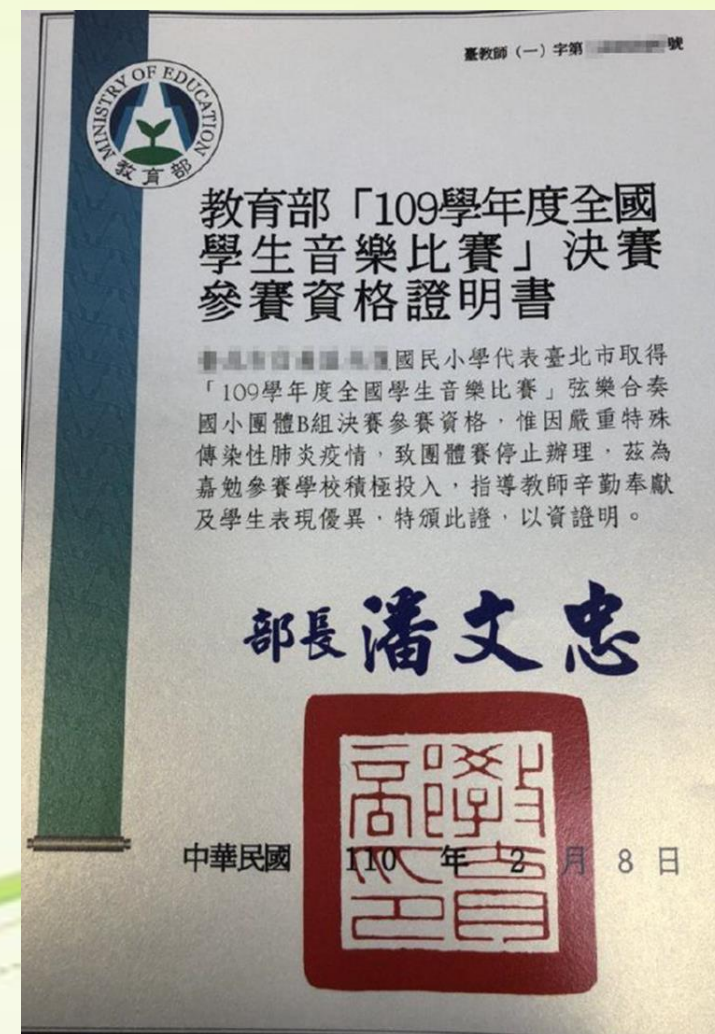 臺教師（一）字第 號
MINISTRY OF EDUCATION
教育部
教育部「109學年度全國
學生音樂比賽」決賽
參賽資格證明書
國民小學代表臺北市取得
「109學年度全國學生音樂比賽」弦樂合奏
國小團體B組決賽參賽資格，惟因嚴重特殊
傳染性肺炎疫情，致團體賽停止辦理，茲為
嘉勉參賽學校積極投入，指導教師辛勤奉獻
及學生表現優異，特頒此證，以資證明。
部長潘文忠
教育部印
中華民國 110 年 2 月 8 日